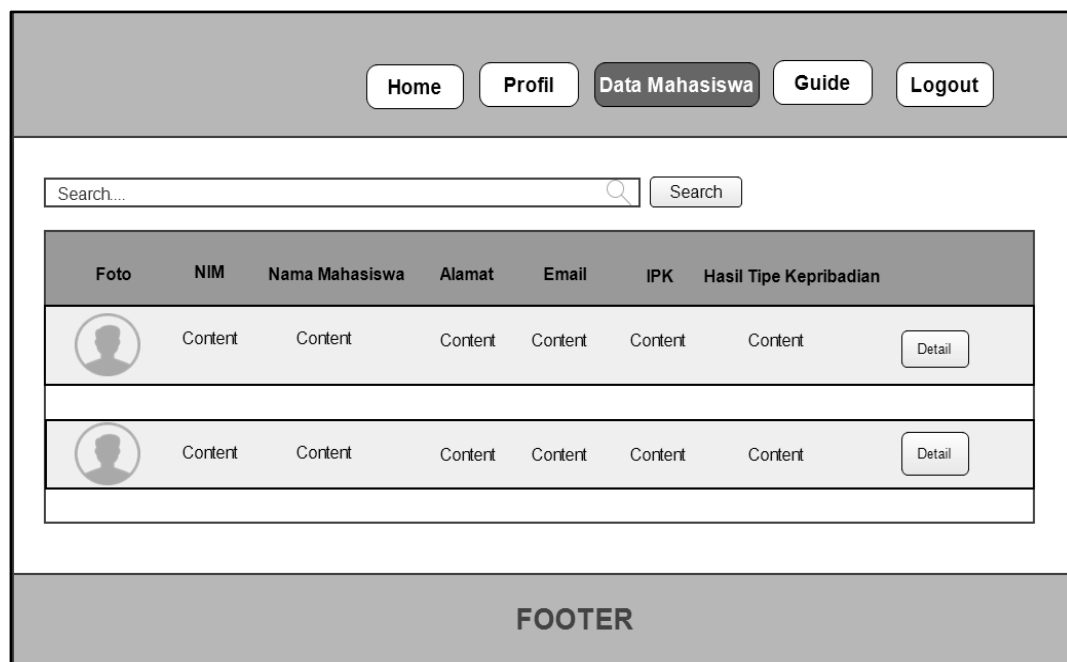 Home Profil Data Mahasiswa Guide Logout
Search.... Search
Foto NIM Nama Mahasiswa Alamat Email IPK Hasil Tipe Kepribadian
Content Content Content Content Content Content Detail
Content Content Content Content Content Content Detail
FOOTER